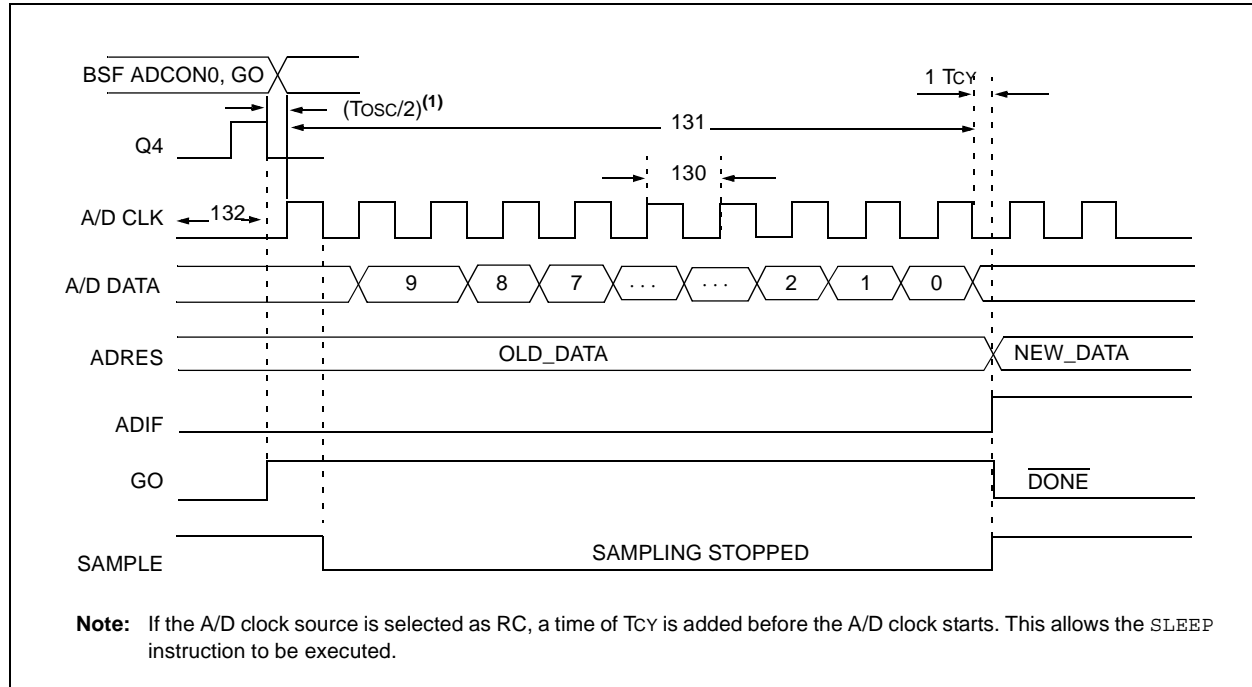 BSF ADCON0, GO
1 TCY
(TOSC/2)(1)
131
Q4
130
A/D CLK
132
A/D DATA
9 8 7 . . . . . . 2 1 0
ADRES
OLD_DATA
NEW_DATA
ADIF
GO
DONE
SAMPLE
SAMPLING STOPPED
Note: If the A/D clock source is selected as RC, a time of TCY is added before the A/D clock starts. This allows the SLEEP
instruction to be executed.